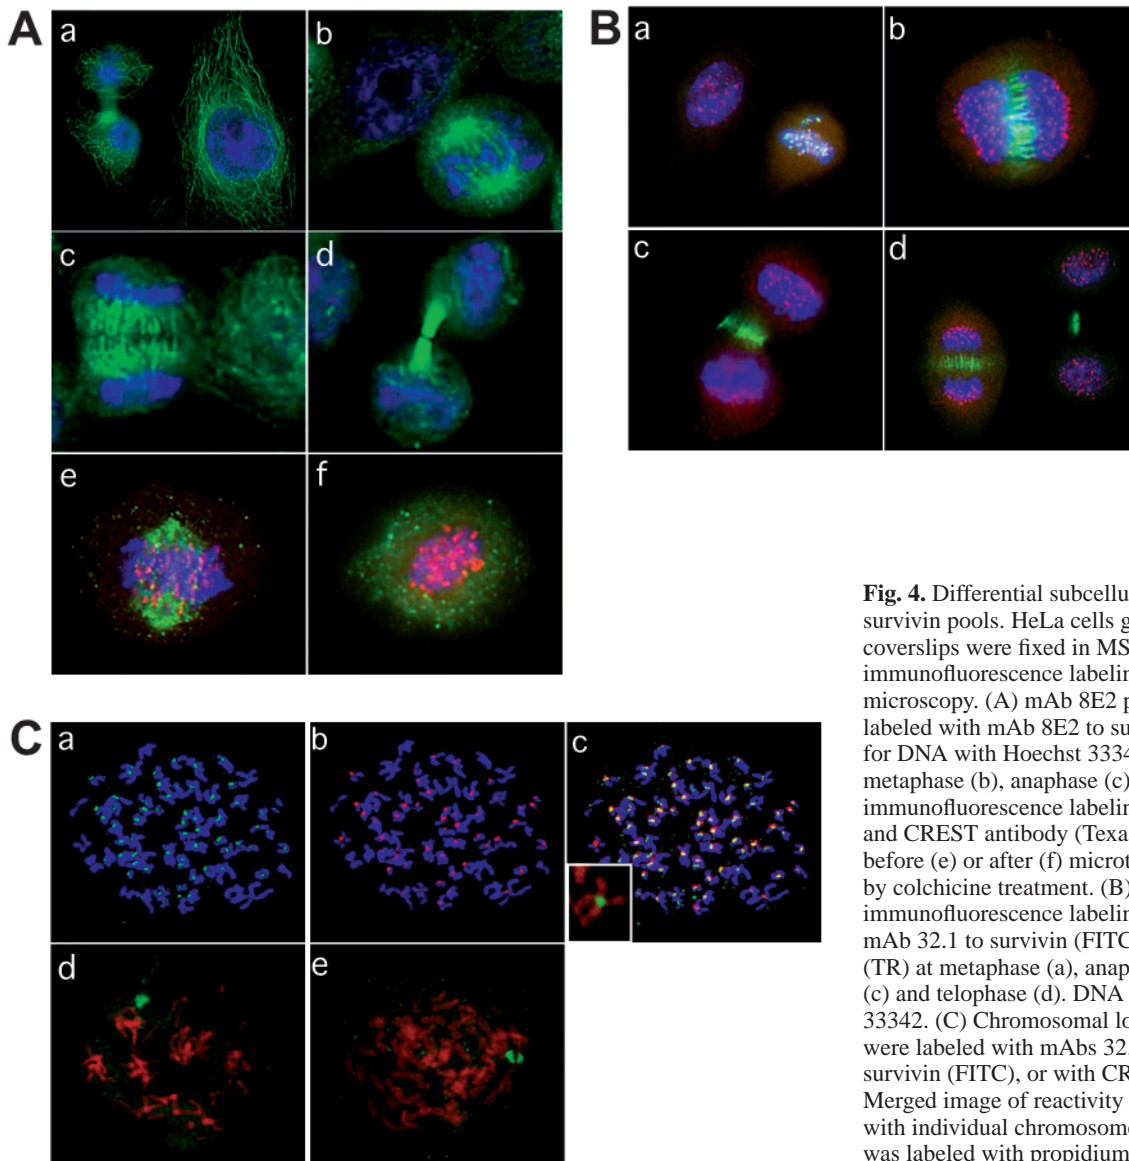 A
a
b
c
d
e
f
B
a
b
c
d
C
a
b
c
d
e
Fig. 4. Differential subcellu
survivin pools. HeLa cells g
coverslips were fixed in MS
immunofluorescence labelin
microscopy. (A) mAb 8E2 p
labeled with mAb 8E2 to su
for DNA with Hoechst 3334
metaphase (b), anaphase (c)
immunofluorescence labelin
and CREST antibody (Texa
before (e) or after (f) microt
by colchicine treatment. (B)
immunofluorescence labelin
mAb 32.1 to survivin (FITC
(TR) at metaphase (a), anap
(c) and telophase (d). DNA
33342. (C) Chromosomal lo
were labeled with mAbs 32.
survivin (FITC), or with CR
Merged image of reactivity
with individual chromosome
was labeled with propidium